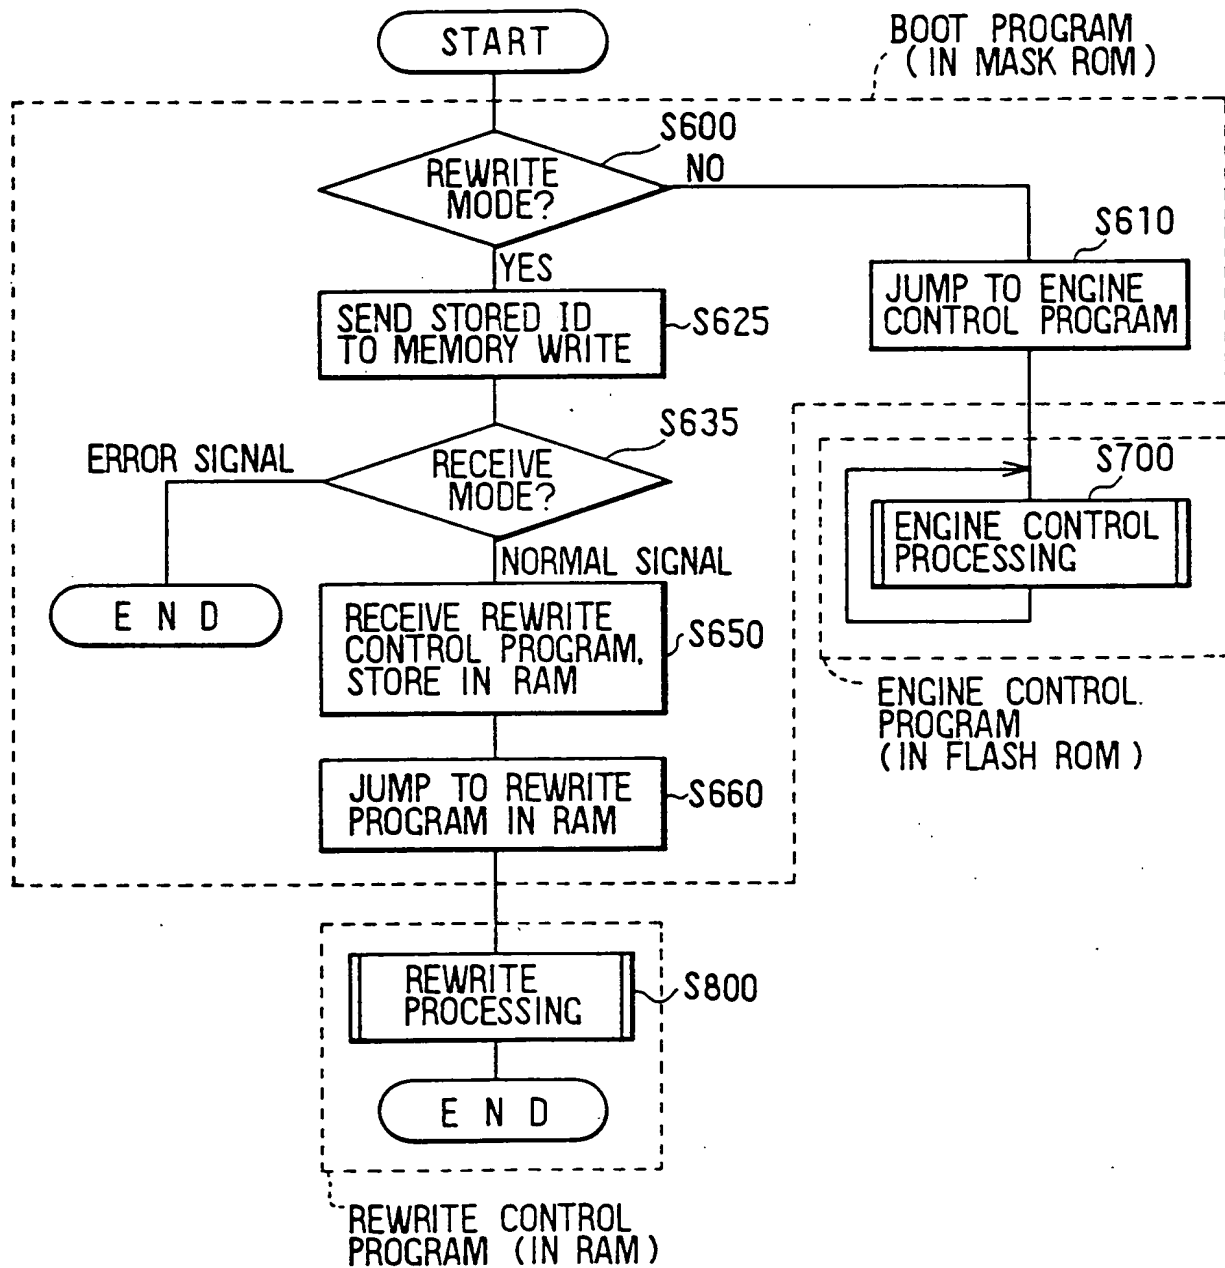 START
BOOT PROGRAM
(IN MASK ROM)
S600
REWRITE
MODE?
NO
YES
S610
JUMP TO ENGINE
CONTROL PROGRAM
SEND STORED ID
TO MEMORY WRITE
S625
S635
ERROR SIGNAL
RECEIVE
MODE?
S700
ENGINE CONTROL
PROCESSING
NORMAL SIGNAL
END
RECEIVE REWRITE
CONTROL PROGRAM,
STORE IN RAM
S650
ENGINE CONTROL
PROGRAM
(IN FLASH ROM)
JUMP TO REWRITE
PROGRAM IN RAM
S660
REWRITE
PROCESSING
S800
END
REWRITE CONTROL
PROGRAM (IN RAM)